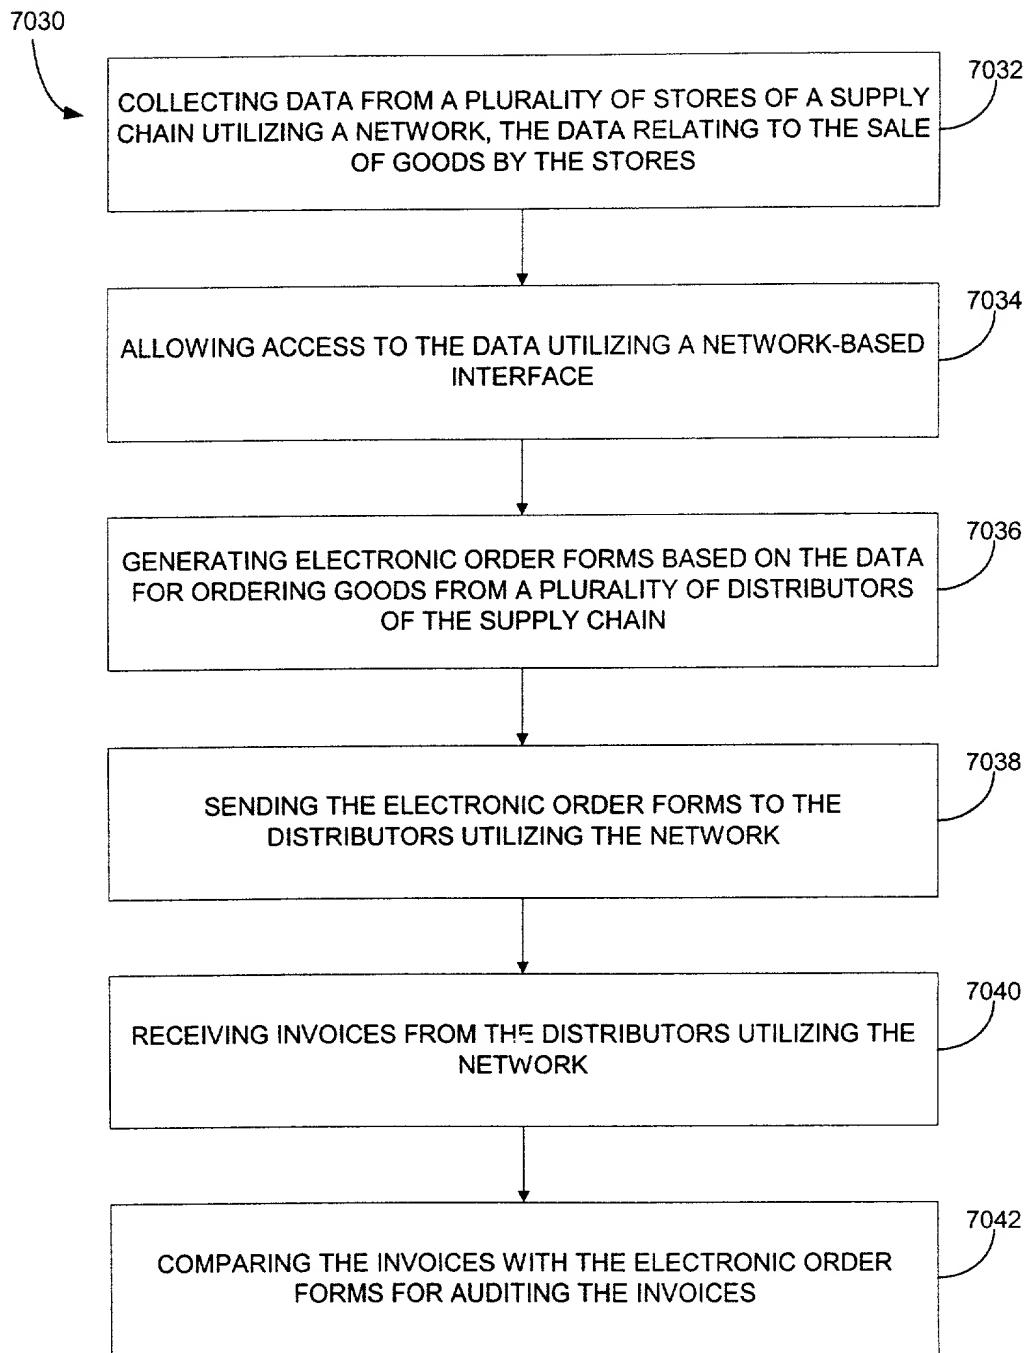 7030
7032
COLLECTING DATA FROM A PLURALITY OF STORES OF A SUPPLY
CHAIN UTILIZING A NETWORK, THE DATA RELATING TO THE SALE
OF GOODS BY THE STORES
7034
ALLOWING ACCESS TO THE DATA UTILIZING A NETWORK-BASED
INTERFACE
7036
GENERATING ELECTRONIC ORDER FORMS BASED ON THE DATA
FOR ORDERING GOODS FROM A PLURALITY OF DISTRIBUTORS
OF THE SUPPLY CHAIN
7038
SENDING THE ELECTRONIC ORDER FORMS TO THE
DISTRIBUTORS UTILIZING THE NETWORK
7040
RECEIVING INVOICES FROM THE DISTRIBUTORS UTILIZING THE
NETWORK
7042
COMPARING THE INVOICES WITH THE ELECTRONIC ORDER
FORMS FOR AUDITING THE INVOICES